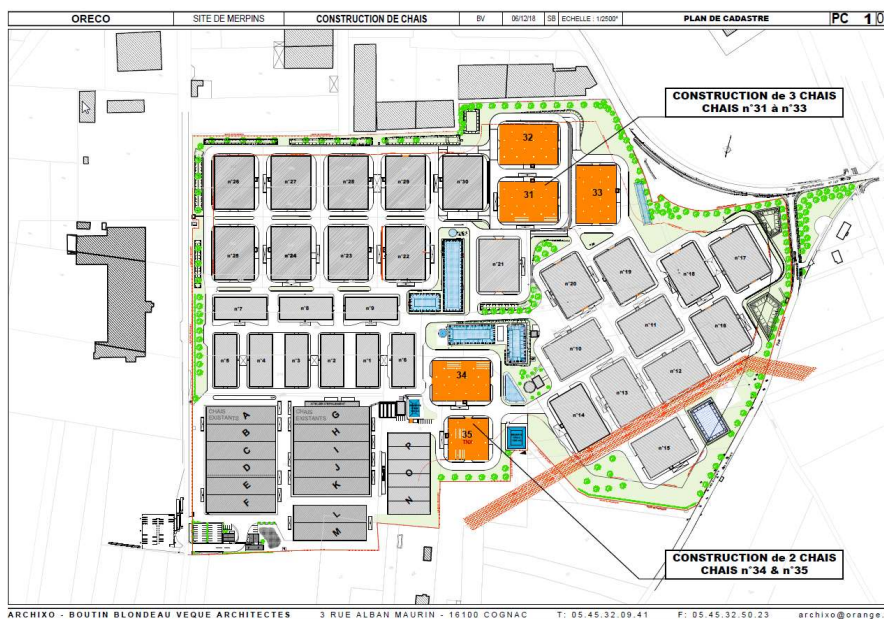 ORECO
SITE DE MERPINS
CONSTRUCTION DE CHAIS
BV
06/12/18
SB
ECHELLE : 1/2500°
PLAN DE CADASTRE
PC 1 0
CONSTRUCTION de 3 CHAIS
CHAIS n°31 à n°33
32
31
33
n°26
n°27
n°28
n°29
n°30
n°25
n°24
n°23
n°22
n°21
n°20
n°19
n°18
n°17
n°7
n°8
n°9
n°10
n°11
n°16
n°5
n°4
n°3
n°2
n°1
n°6
34
n°12
n°13
n°14
n°15
35
CHAIS
EXISTANTS
A
B
C
D
E
F
CHAIS
EXISTANTS
G
H
I
J
K
L
M
P
O
N
CONSTRUCTION de 2 CHAIS
CHAIS n°34 & n°35
ARCHIXO - BOUTIN BLONDEAU VEQUE ARCHITECTES
3 RUE ALBAN MAURIN - 16100 COGNAC
T: 05.45.32.09.41
F: 05.45.32.50.23
archixo@orange.